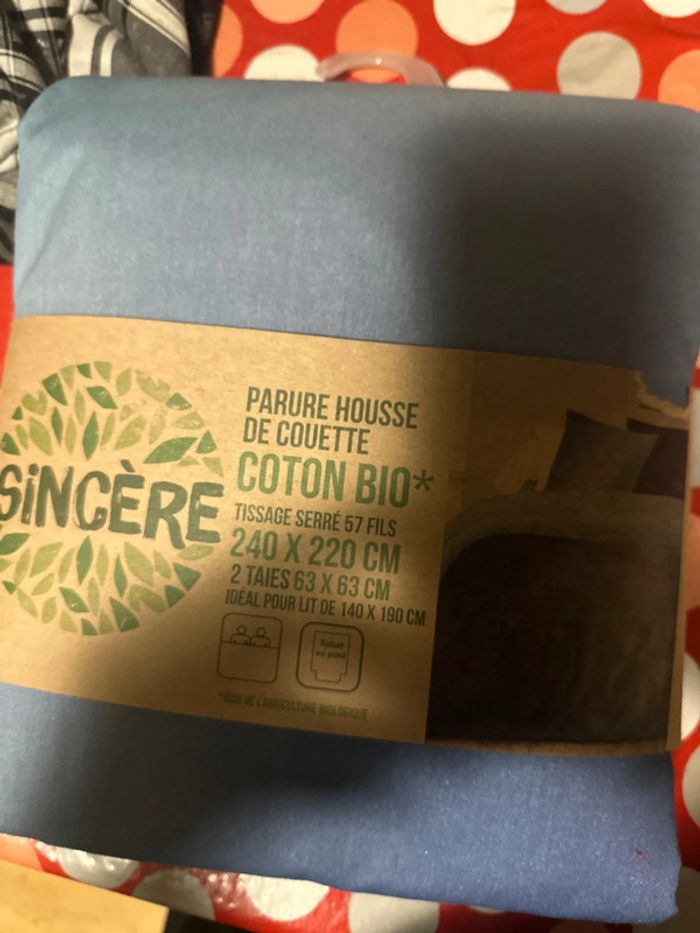 SiNCÈRE
PARURE HOUSSE
DE COUETTE
COTON BIO*
TISSAGE SERRÉ 57 FILS
240 X 220 CM
2 TAIES 63 X 63 CM
IDÉAL POUR LIT DE 140 X 190 CM
Rabat
au pied
*ISSU DE L'AGRICULTURE BIOLOGIQUE